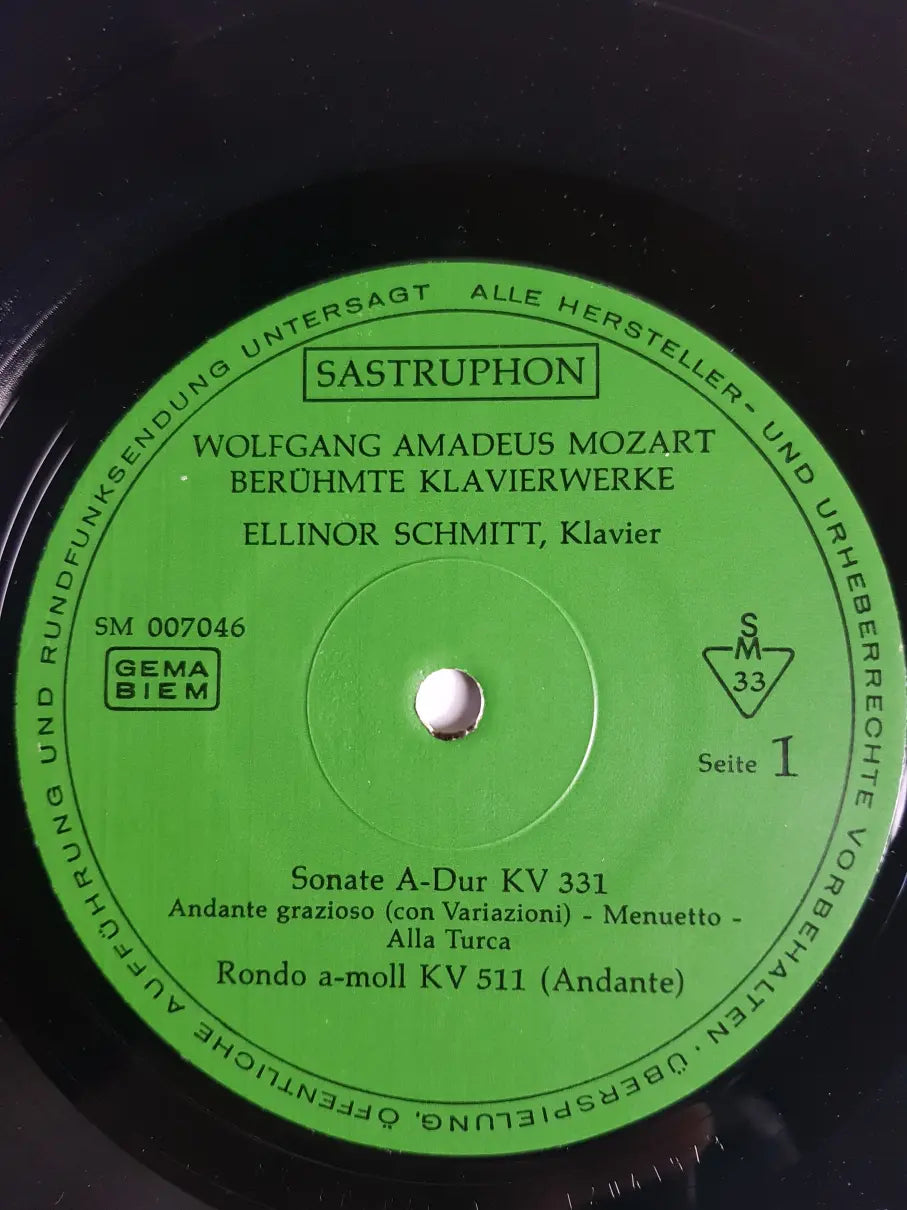 ALLE HERSTELLER- UND URHEBERRECHTE VORBEHALTEN · ÜBERSPIELUNG, ÖFFENTLICHE AUFFÜHRUNG UND RUNDFUNKSENDUNG UNTERSAGT
SASTRUPHON
WOLFGANG AMADEUS MOZART
BERÜHMTE KLAVIERWERKE
ELLINOR SCHMITT, Klavier
SM 007046
GEMA
BIEM
SM
33
Seite 1
Sonate A-Dur KV 331
Andante grazioso (con Variazioni) - Menuetto -
Alla Turca
Rondo a-moll KV 511 (Andante)